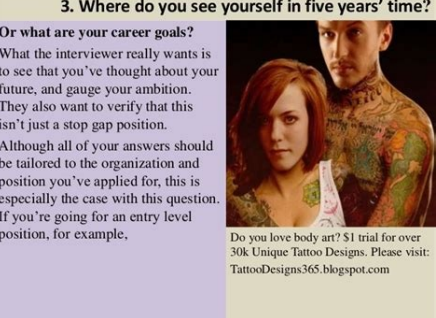 3. Where do you see yourself in five years’ time?
Or what are your career goals?
What the interviewer really wants is
to see that you’ve thought about your
future, and gauge your ambition.
They also want to verify that this
isn’t just a stop gap position.
Although all of your answers should
be tailored to the organization and
position you’ve applied for, this is
especially the case with this question.
If you’re going for an entry level
position, for example,
Do you love body art? $1 trial for over
30k Unique Tattoo Designs. Please visit:
TattooDesigns365.blogspot.com